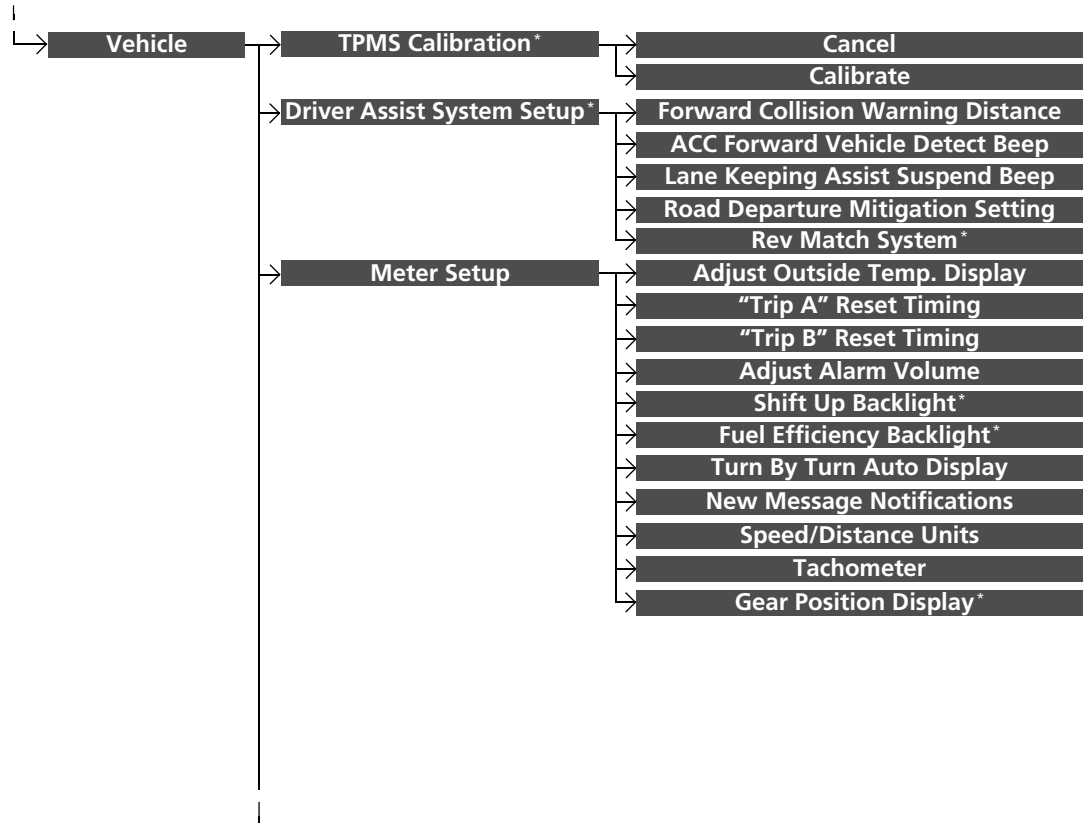 Vehicle
TPMS Calibration*
Cancel
Calibrate
Driver Assist System Setup*
Forward Collision Warning Distance
ACC Forward Vehicle Detect Beep
Lane Keeping Assist Suspend Beep
Road Departure Mitigation Setting
Rev Match System*
Meter Setup
Adjust Outside Temp. Display
“Trip A” Reset Timing
“Trip B” Reset Timing
Adjust Alarm Volume
Shift Up Backlight*
Fuel Efficiency Backlight*
Turn By Turn Auto Display
New Message Notifications
Speed/Distance Units
Tachometer
Gear Position Display*